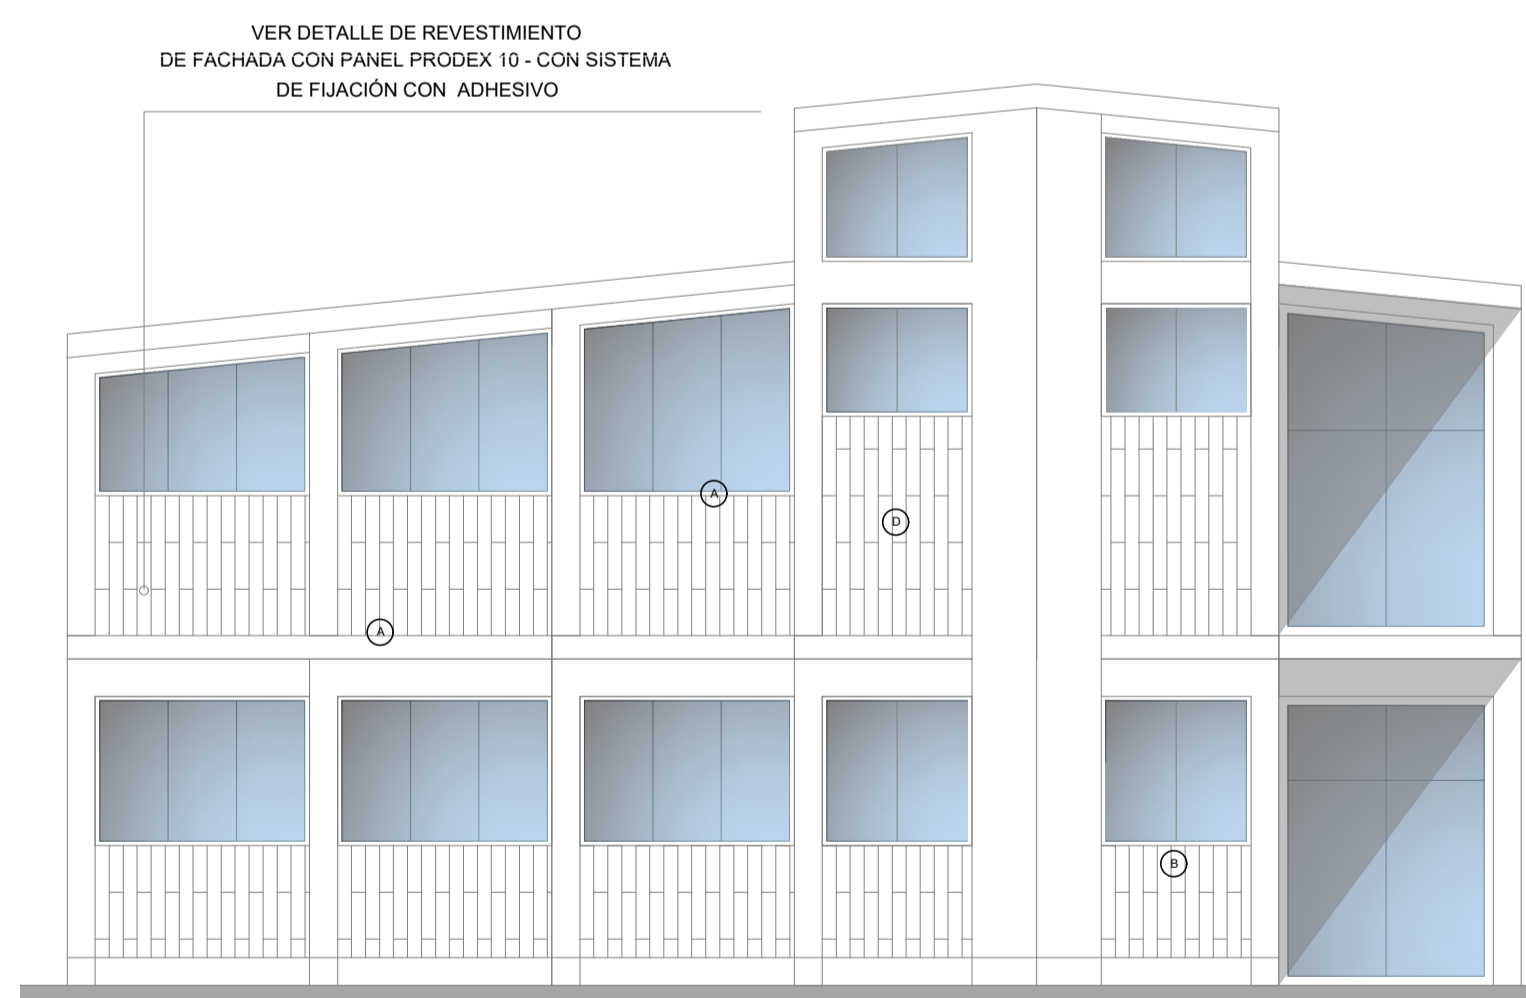 VER DETALLE DE REVESTIMIENTO
DE FACHADA CON PANEL PRODEX 10 - CON SISTEMA
DE FIJACIÓN CON ADHESIVO
A
D
A
B